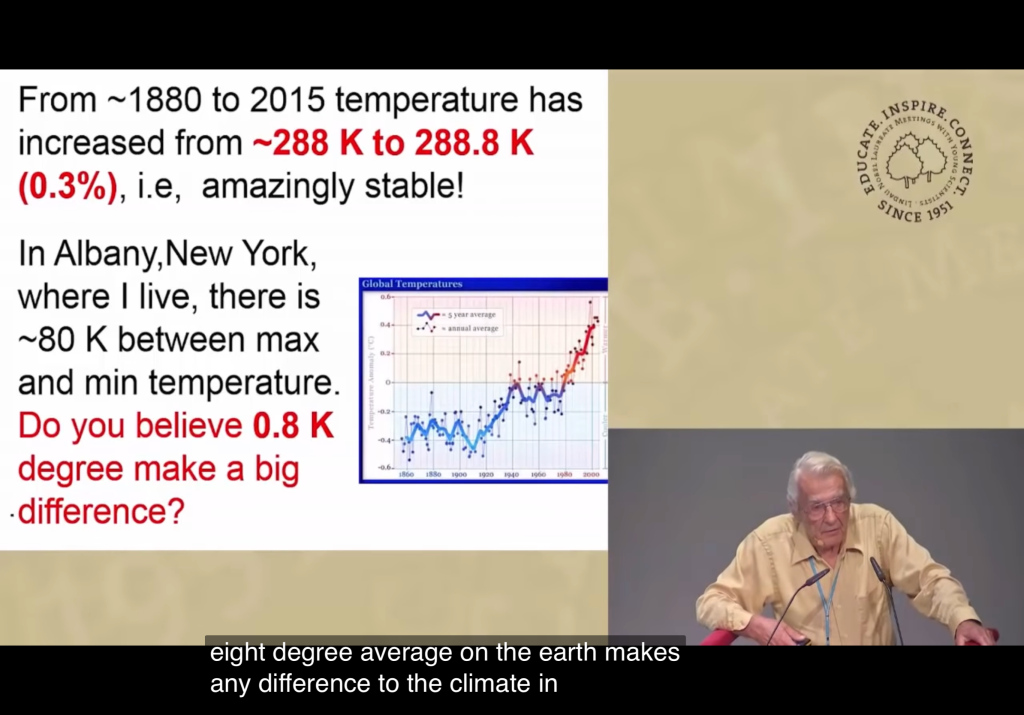 From ~1880 to 2015 temperature has
increased from ~288 K to 288.8 K
(0.3%), i.e, amazingly stable!
In Albany,New York,
where I live, there is
~80 K between max
and min temperature.
Do you believe 0.8 K
degree make a big
difference?
Global Temperatures
= 5 year average
= annual average
Temperature Anomaly (°C)
0.6
0.4
0.2
0
-0.2
-0.4
-0.6
1860 1880 1900 1920 1940 1960 1980 2000
EDUCATE. INSPIRE. CONNECT.
LINDAU NOBEL LAUREATE MEETINGS WITH YOUNG SCIENTISTS
SINCE 1951
eight degree average on the earth makes
any difference to the climate in